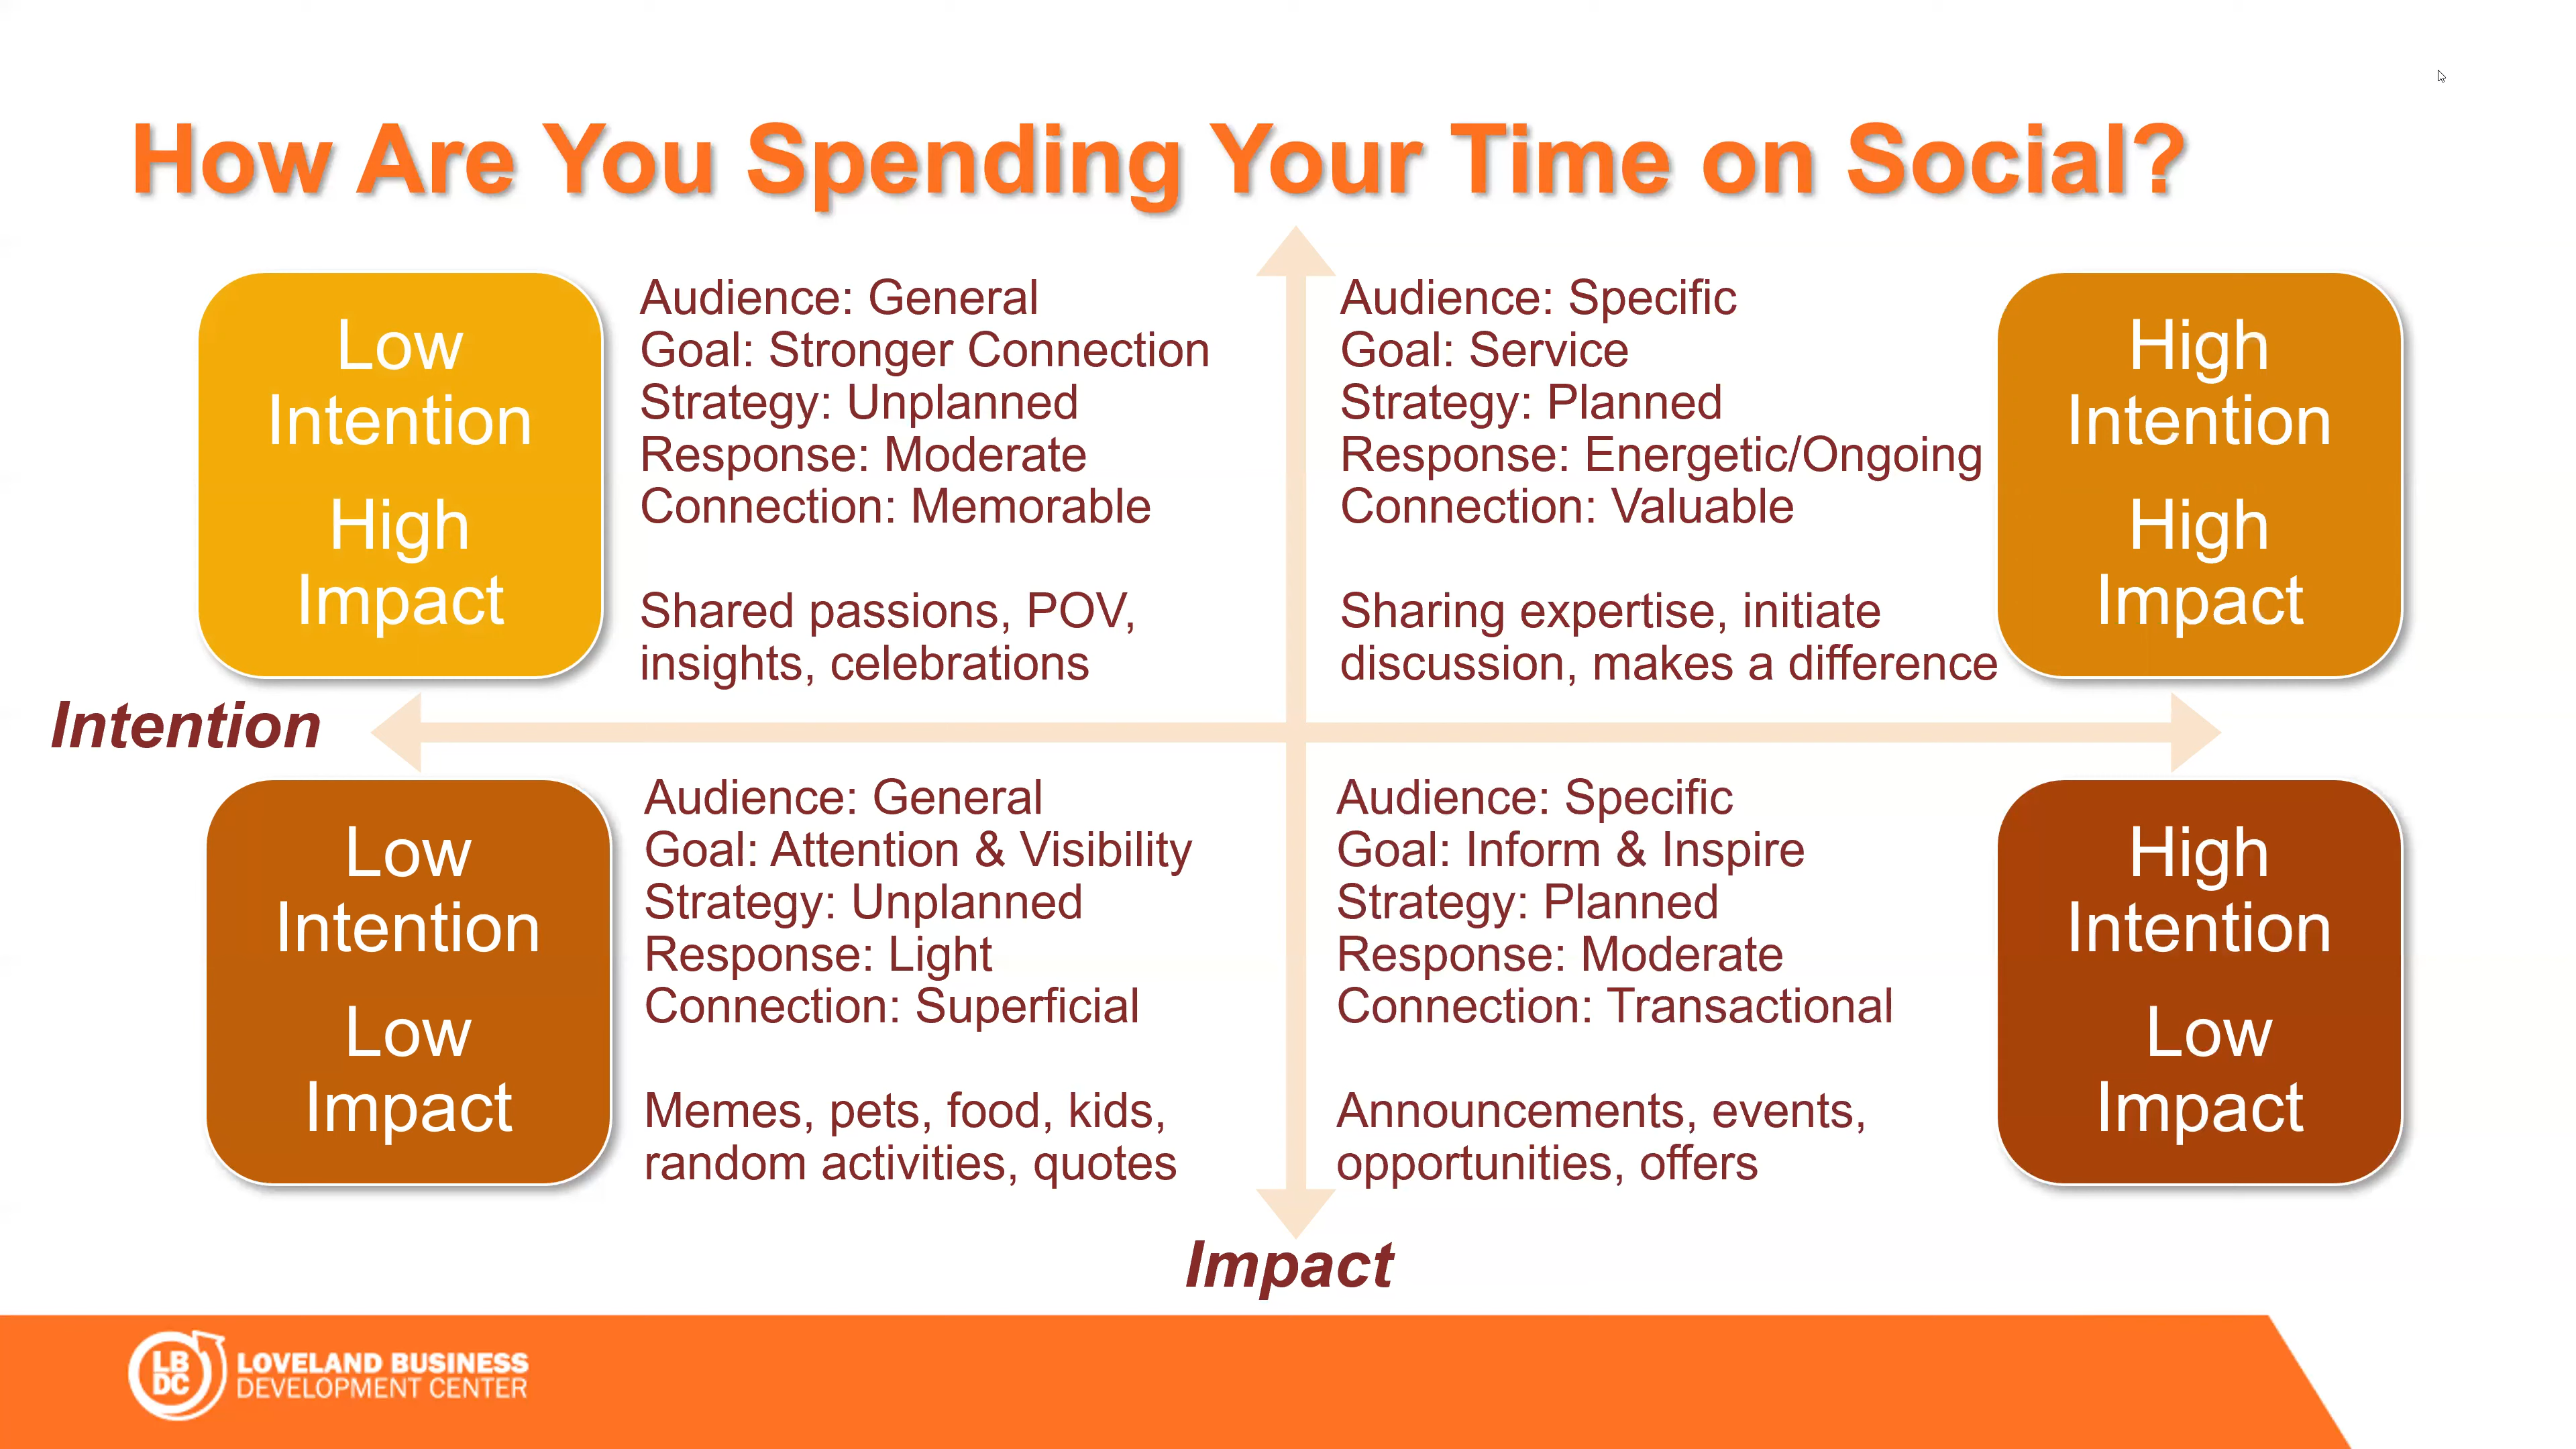 How Are You Spending Your Time on Social?
Low
Intention
High
Impact
Audience: General
Goal: Stronger Connection
Strategy: Unplanned
Response: Moderate
Connection: Memorable
Shared passions, POV,
insights, celebrations
Audience: Specific
Goal: Service
Strategy: Planned
Response: Energetic/Ongoing
Connection: Valuable
Sharing expertise, initiate
discussion, makes a difference
High
Intention
High
Impact
Intention
Low
Intention
Low
Impact
Audience: General
Goal: Attention & Visibility
Strategy: Unplanned
Response: Light
Connection: Superficial
Memes, pets, food, kids,
random activities, quotes
Audience: Specific
Goal: Inform & Inspire
Strategy: Planned
Response: Moderate
Connection: Transactional
Announcements, events,
opportunities, offers
High
Intention
Low
Impact
Impact
LB
DC
LOVELAND BUSINESS
DEVELOPMENT CENTER